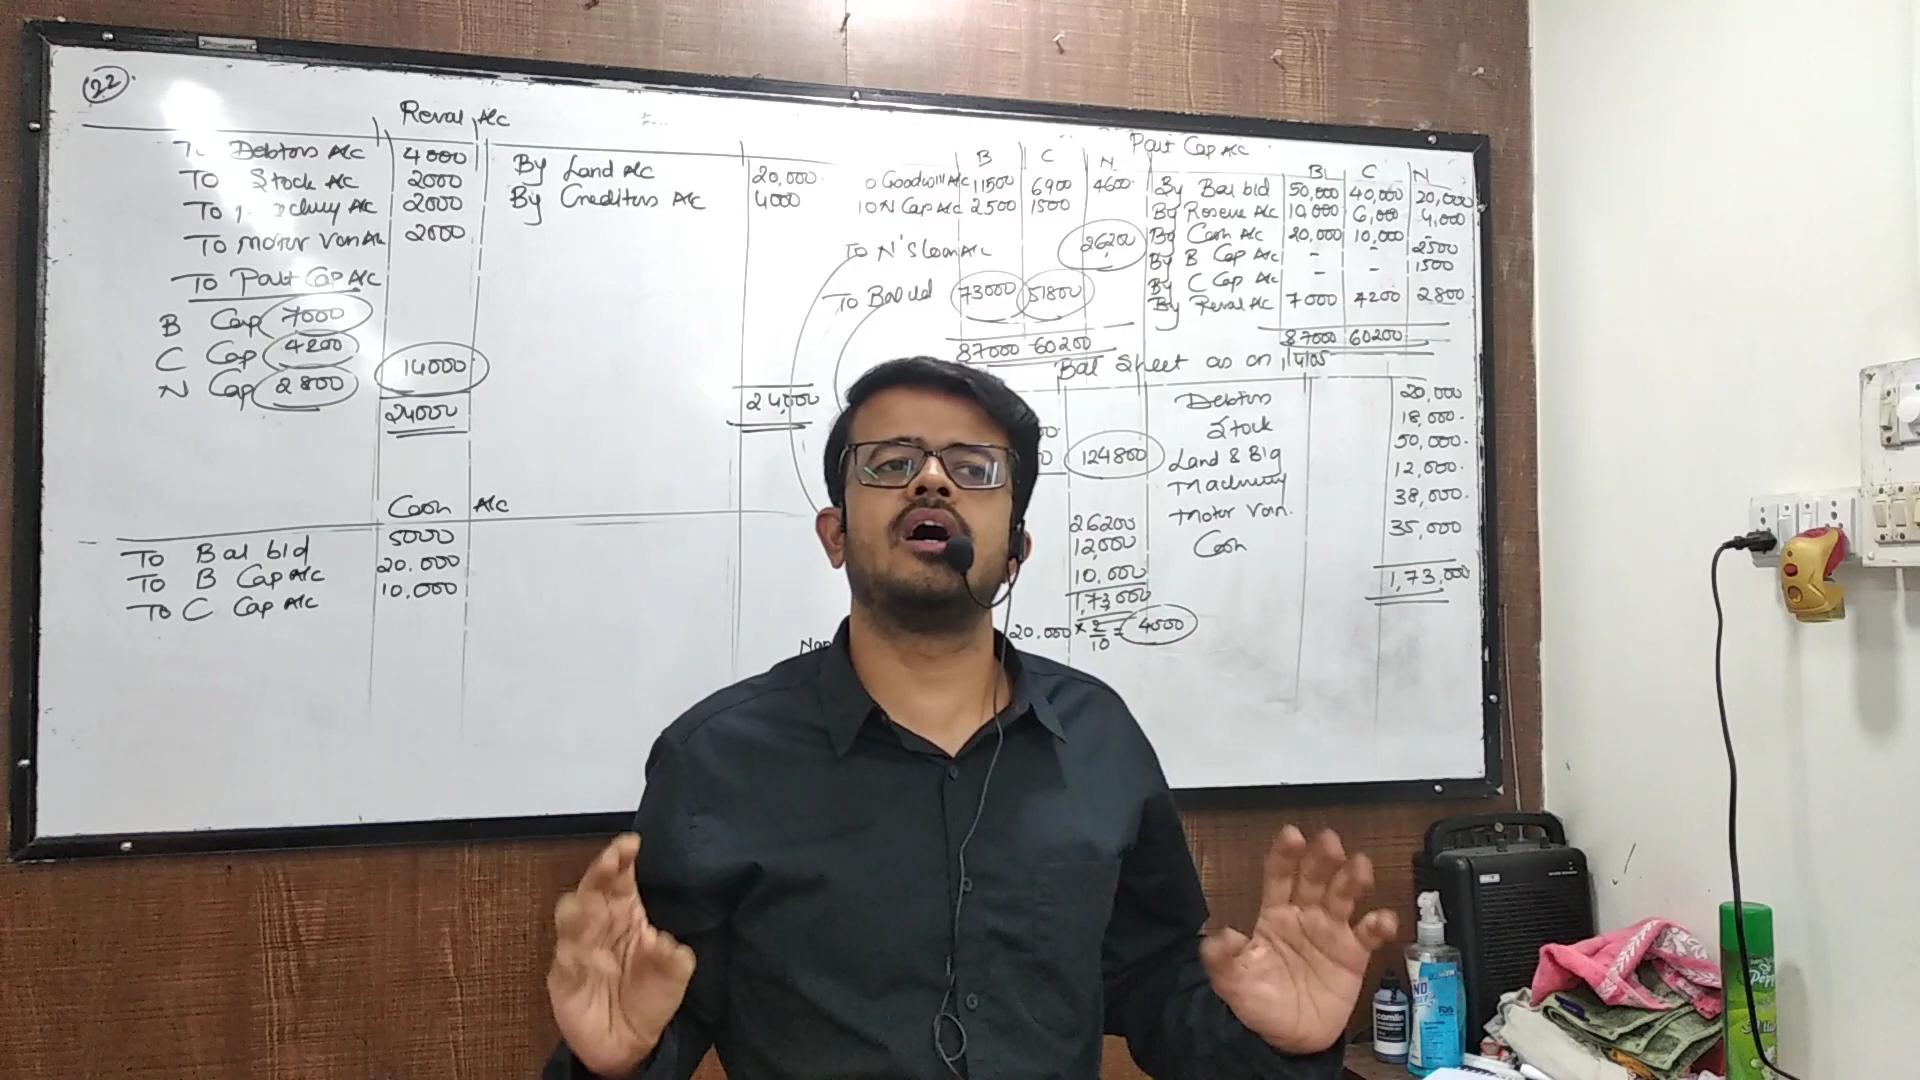 22
Reval A/c
Debtors A/c 4000 By Land A/c 20,000
To Stock A/c 2000 By Creditors A/c 4000
To A/c 2000
To Motor Van A/c 2000
To Part Cap A/c
B Cap 7000
C Cap 4200 14000
N Cap 2800
24000 24,000
Cash A/c
To Bal b/d 5000
To B Cap A/c 20.000
To C Cap A/c 10.000
Part Cap A/c
B C N B C N
o Goodwill A/c 11500 6900 4600 By Bal b/d 50,000 40,000 20,000
To N Cap A/c 2500 1500 By Reserve A/c 10,000 6,000 4,000
By Cash A/c 20,000 10,000 -
To N's Loan A/c 26200 By B Cap A/c - - 2500
By C Cap A/c - - 1500
To Bal c/d 73000 51800 By Reval A/c 7000 4200 2800
87000 60200 87000 60200
Bal Sheet as on 1/4/05
Debtors 20,000
Stock 18,000
124800 Land & Blg 50,000
Machinery 12,000
26200 Motor Van. 38,000
12,000 Cash 35,000
10.000
1,73,000 1,73,000
20.000 × 2/10 = 4000
camlin